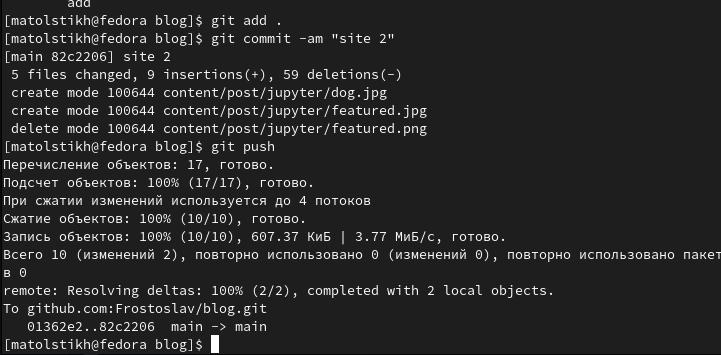 add
[matolstikh@fedora blog]$ git add .
[matolstikh@fedora blog]$ git commit -am "site 2"
[main 82c2206] site 2
 5 files changed, 9 insertions(+), 59 deletions(-)
 create mode 100644 content/post/jupyter/dog.jpg
 create mode 100644 content/post/jupyter/featured.jpg
 delete mode 100644 content/post/jupyter/featured.png
[matolstikh@fedora blog]$ git push
Перечисление объектов: 17, готово.
Подсчет объектов: 100% (17/17), готово.
При сжатии изменений используется до 4 потоков
Сжатие объектов: 100% (10/10), готово.
Запись объектов: 100% (10/10), 607.37 КиБ | 3.77 МиБ/с, готово.
Всего 10 (изменений 2), повторно использовано 0 (изменений 0), повторно использовано пакет
в 0
remote: Resolving deltas: 100% (2/2), completed with 2 local objects.
To github.com:Frostoslav/blog.git
   01362e2..82c2206  main -> main
[matolstikh@fedora blog]$